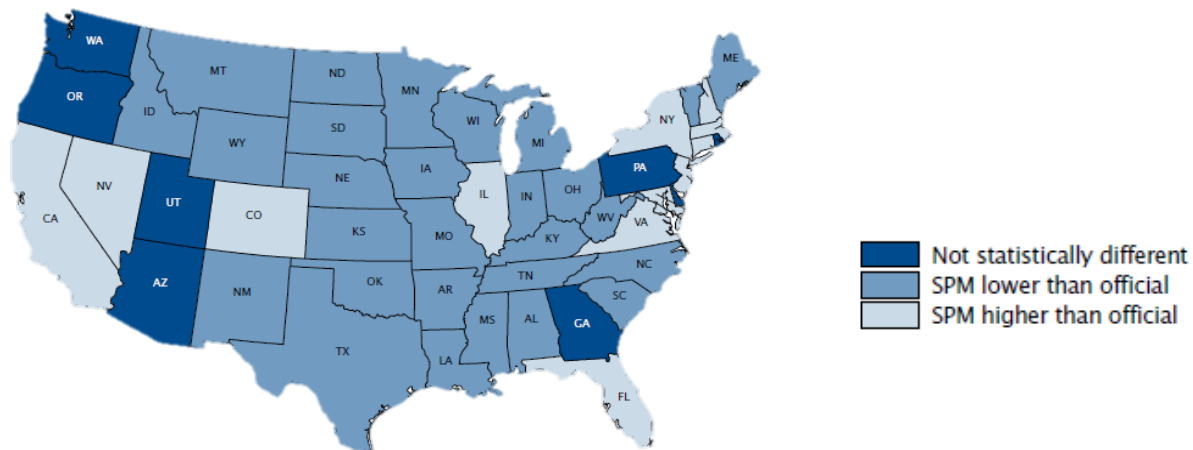 WA
MT
ND
MN
ME
OR
ID
SD
WI
NY
WY
MI
NE
IA
PA
NV
UT
CO
IL
IN
OH
CA
KS
MO
WV
VA
KY
AZ
NM
OK
AR
TN
NC
SC
TX
LA
MS
AL
GA
FL
Not statistically different
SPM lower than official
SPM higher than official